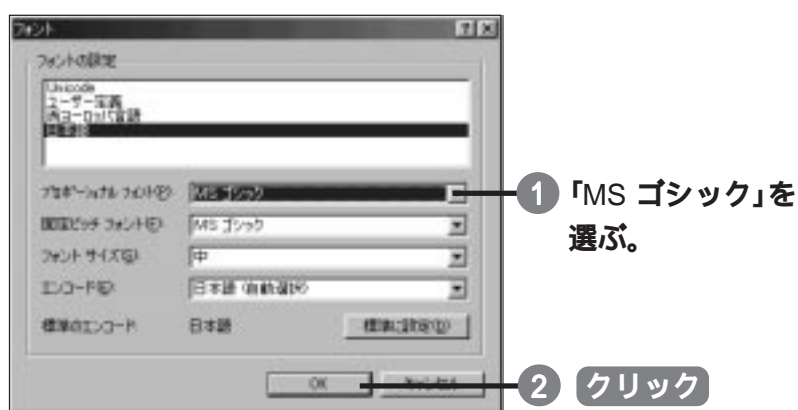 フォント
フォントの設定
Unicode
ユーザー定義
西ヨーロッパ言語
日本語
プロポーショナル フォント(P)
MS ゴシック
1 「MS ゴシック」を
選ぶ。
固定ピッチ フォント(F)
MS ゴシック
フォント サイズ(S)
中
エンコード(E)
日本語 (自動選択)
標準のエンコード
日本語
標準に設定(D)
OK
キャンセル
2 クリック